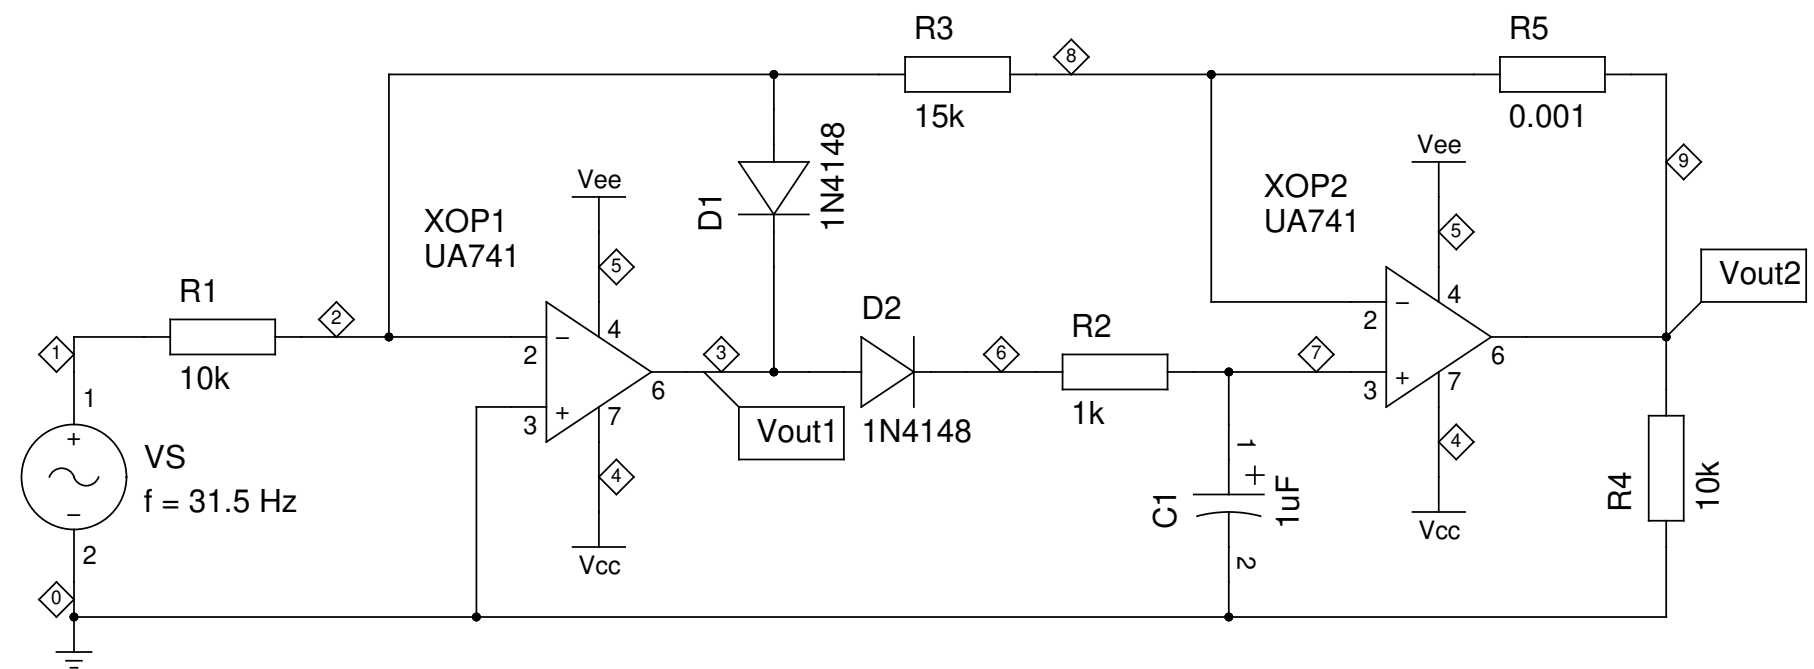 R3
R5
8
15k
0.001
1N4148
Vee
9
Vee
XOP1
UA741
D1
XOP2
UA741
5
5
Vout2
R1
2
4
D2
4
1
2
−
3
R2
6
7
2
−
6
10k
3
+
7
6
1k
3
+
7
1
Vout1
1N4148
4
+
VS
4
1
+
R4
10k
f = 31.5 Hz
C1
1uF
−
Vcc
2
Vcc
2
0